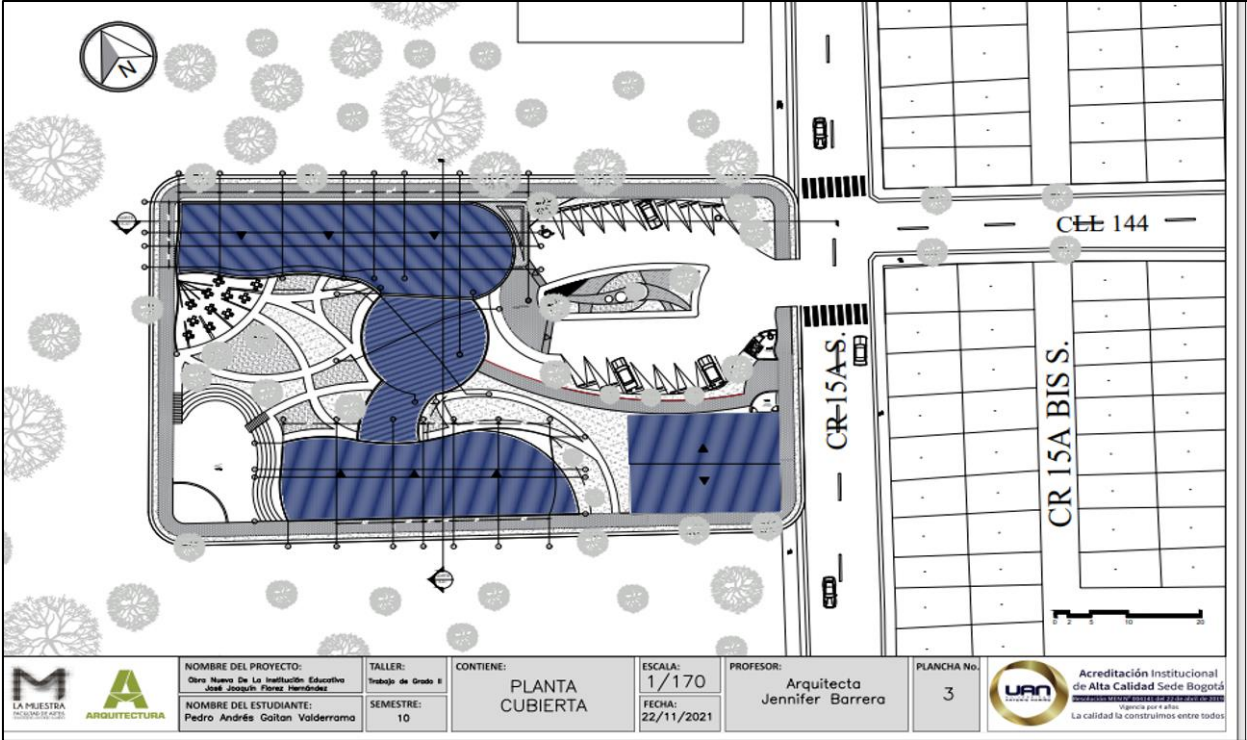 N
CLL 144
CR 15A S.
CR 15A BIS S.
0 2 5 10 20
LA MUESTRA
FACULTAD DE ARTES
ARQUITECTURA
NOMBRE DEL PROYECTO:
Obra Nueva De La Institución Educativa
José Joaquín Florez Hernández
NOMBRE DEL ESTUDIANTE:
Pedro Andrés Gaitan Valderrama
TALLER:
Trabajo de Grado II
SEMESTRE:
10
CONTIENE:
PLANTA
CUBIERTA
ESCALA:
1/170
FECHA:
22/11/2021
PROFESOR:
Arquitecta
Jennifer Barrera
PLANCHA No.
3
UAN
Acreditación Institucional
de Alta Calidad Sede Bogotá
Vigencia por 4 años
La calidad la construimos entre todos